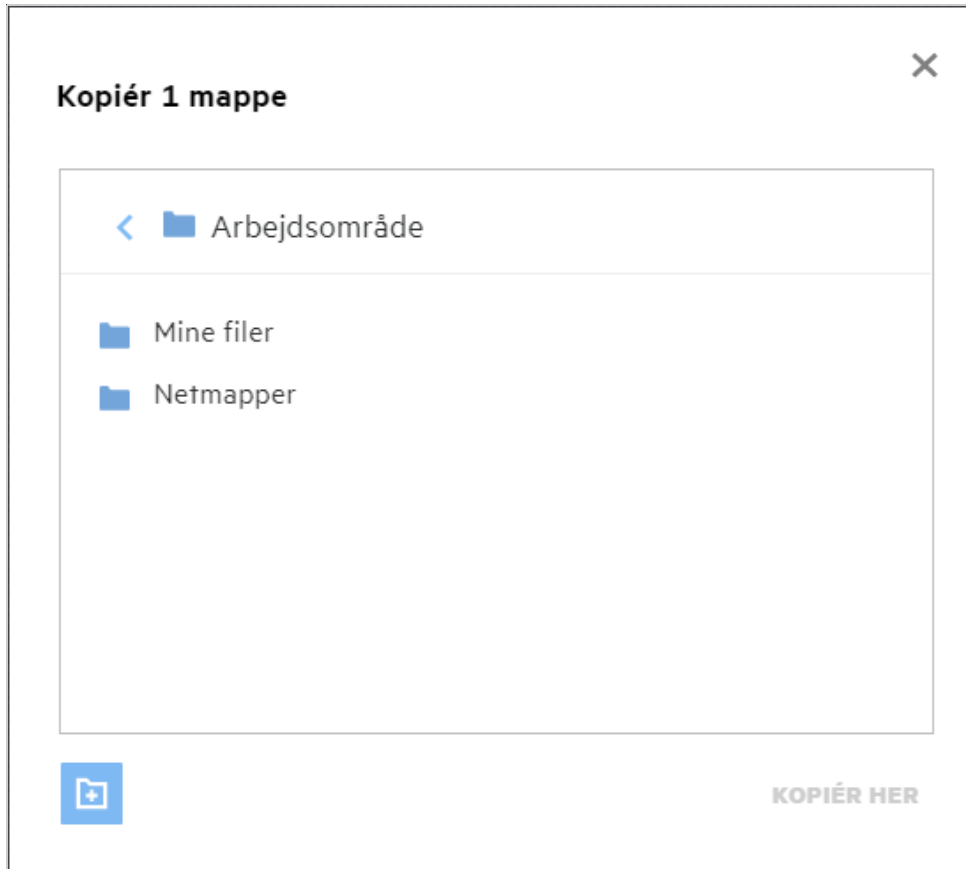 Kopiér 1 mappe
Arbejdsområde
Mine filer
Netmapper
KOPIÉR HER